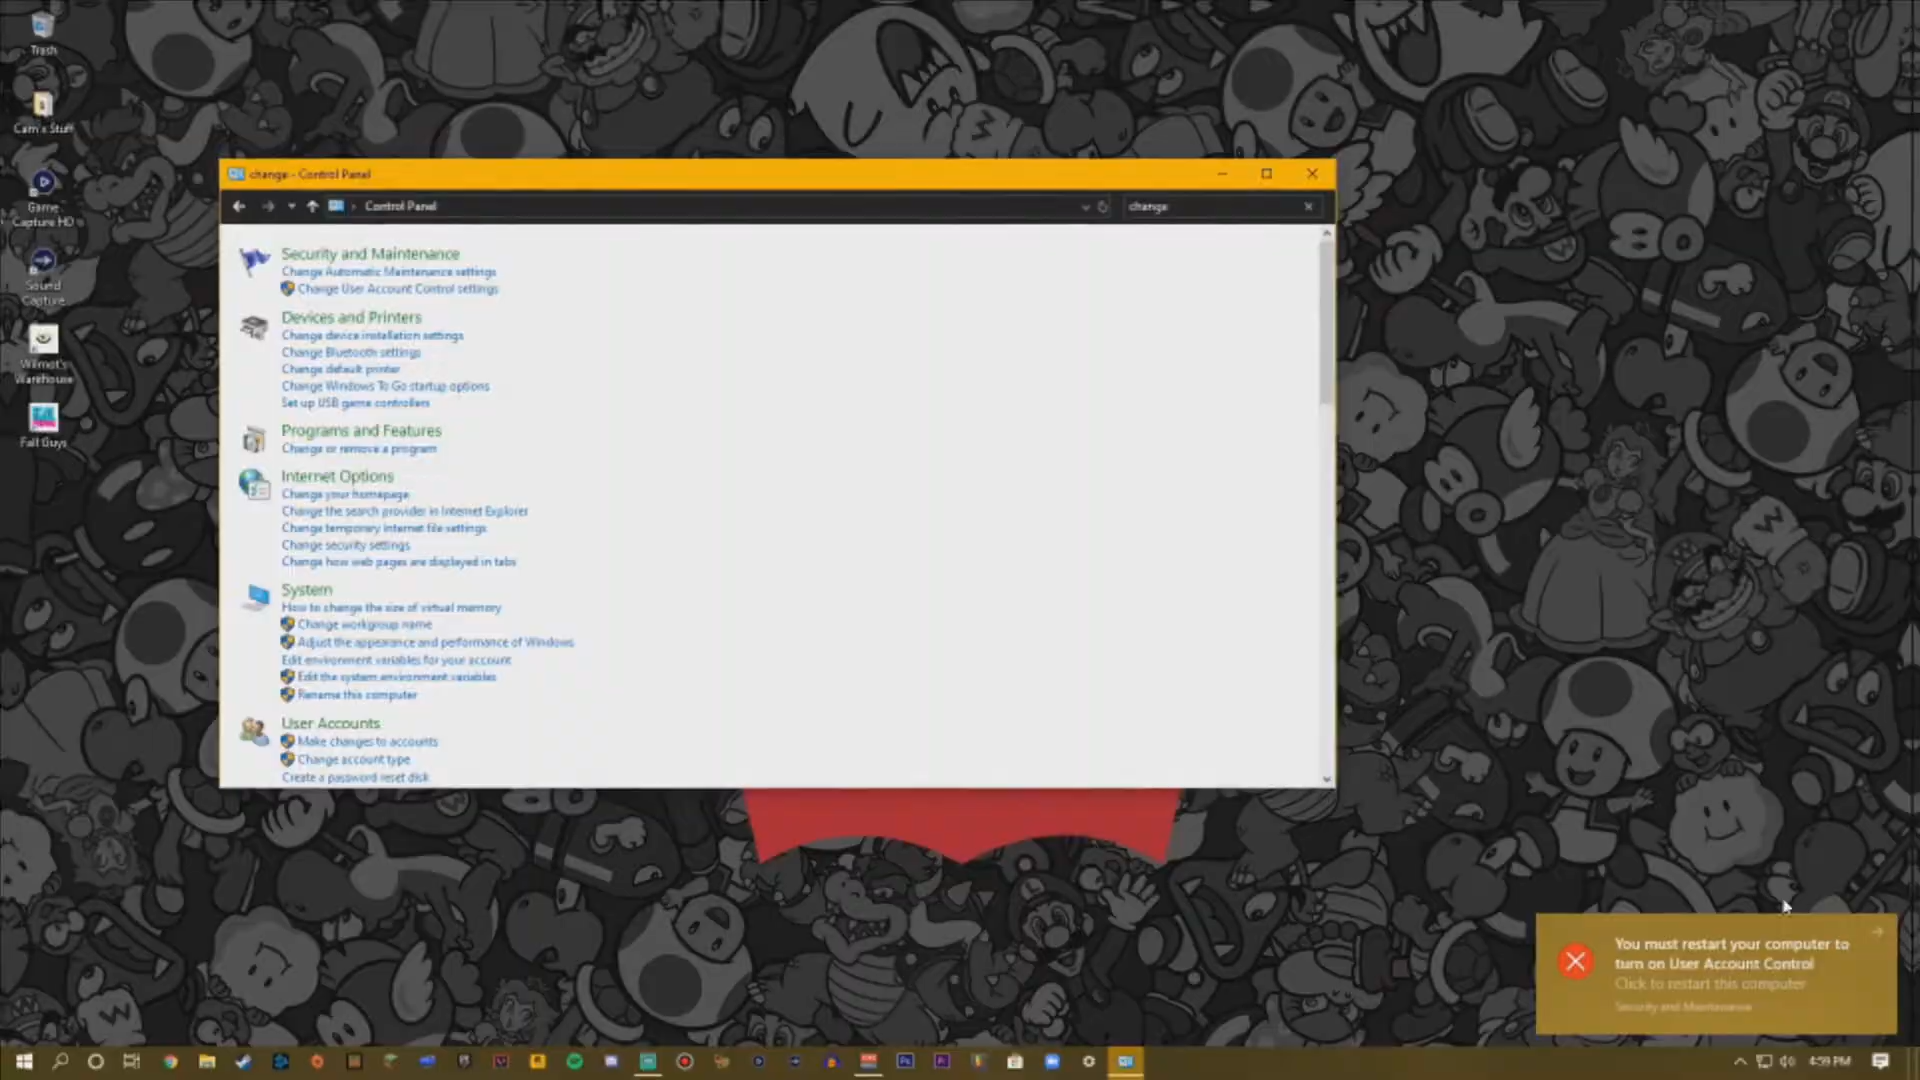 Trash
Cam's Stuff
Game
Capture HD
Sound
Capture
Wilmot's
Warehouse
Fall Guys
change - Control Panel
Control Panel
change
Security and Maintenance
Change Automatic Maintenance settings
Change User Account Control settings
Devices and Printers
Change device installation settings
Change Bluetooth settings
Change default printer
Change Windows To Go startup options
Set up USB game controllers
Programs and Features
Change or remove a program
Internet Options
Change your homepage
Change the search provider in Internet Explorer
Change temporary Internet file settings
Change security settings
Change how web pages are displayed in tabs
System
How to change the size of virtual memory
Change workgroup name
Adjust the appearance and performance of Windows
Edit environment variables for your account
Edit the system environment variables
Rename this computer
User Accounts
Make changes to accounts
Change account type
Create a password reset disk
You must restart your computer to
turn on User Account Control
Click to restart this computer
Security and Maintenance
4:59 PM